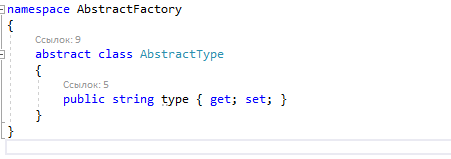 namespace AbstractFactory
{
Ссылок: 9
abstract class AbstractType
{
Ссылок: 5
public string type { get; set; }
}
}